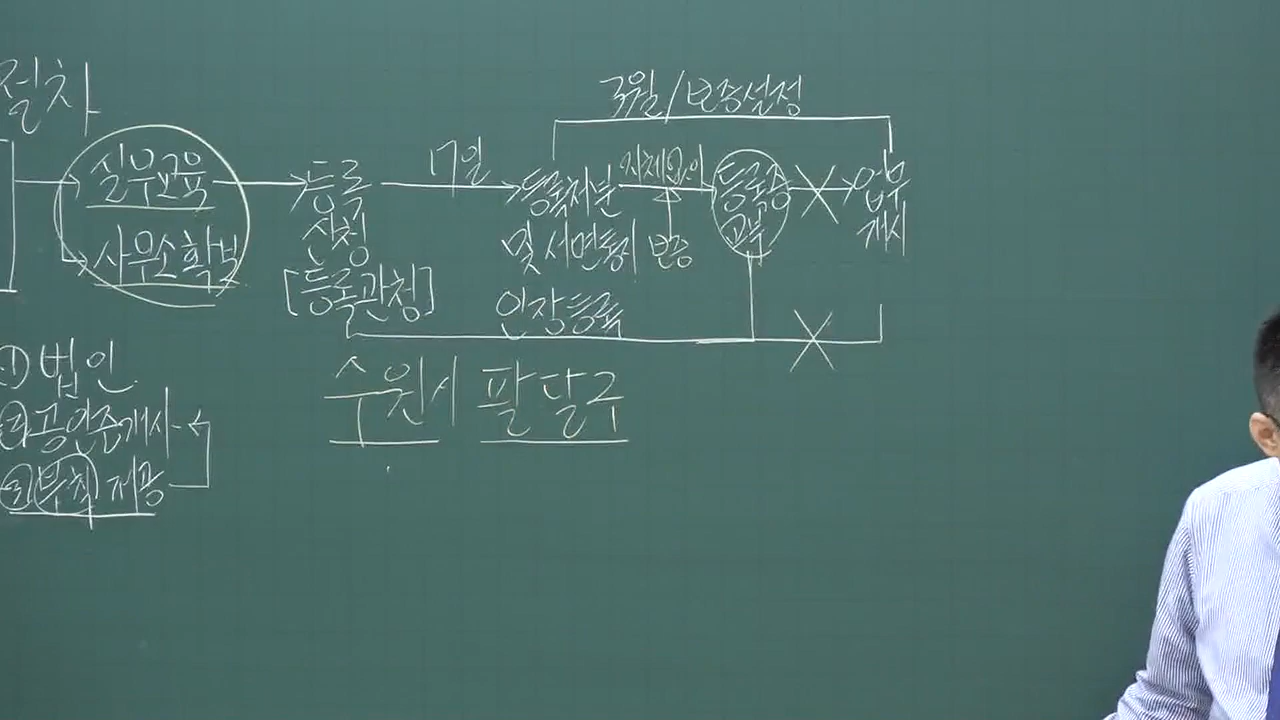 절차
3월/보증설정
실무교육
사무소확보
등록
신청
[등록관청]
7일
등록처분
및 서면통지
인장등록
지체없이
보증
등록증
교부
업무
개시
수원시 팔달구
① 법인
② 공인중개사
③ 부칙 제6조